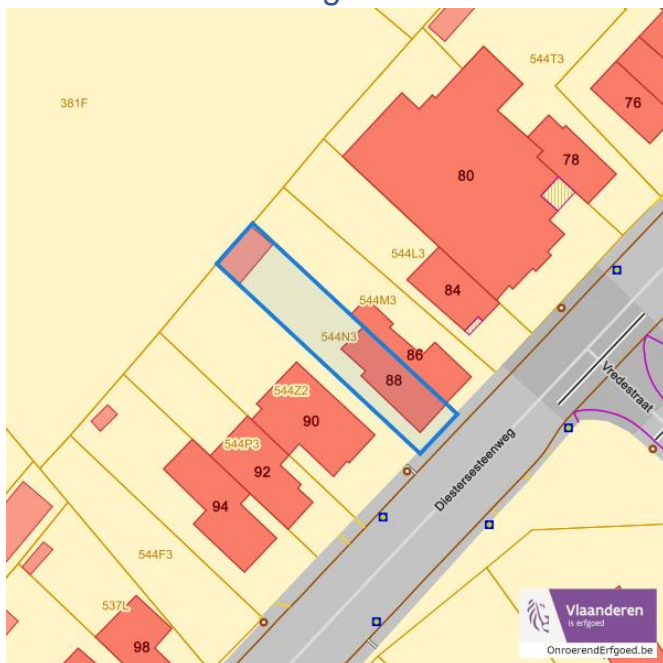 544T3
381F
76
78
80
544L3
84
544M3
544N3
86
88
Vredestraat
544Z2
90
Diestersesteenweg
544P3
92
94
544F3
537L
98
Vlaanderen
is erfgoed
OnroerendErfgoed.be